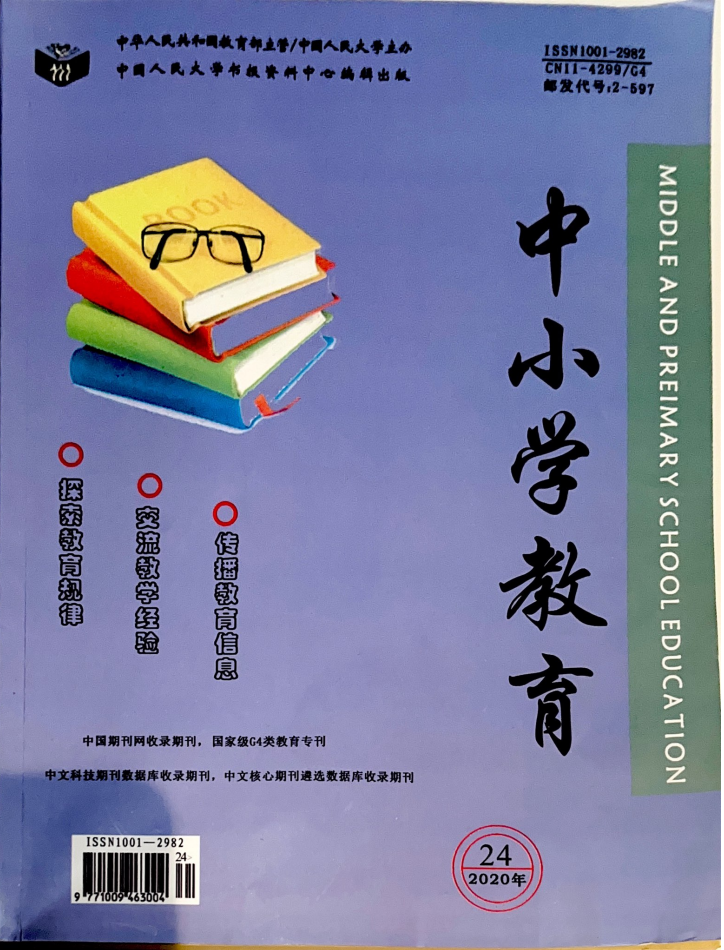 中华人民共和国教育部主管/中国人民大学主办
中国人民大学书报资料中心编辑出版
ISSN1001-2982
CN11-4299/G4
邮发代号:2-597
BOOK
中小学教育
MIDDLE AND PREIMARY SCHOOL EDUCATION
探索教育规律
交流教学经验
传播教育信息
中国期刊网收录期刊，国家级G4类教育专刊
中文科技期刊数据库收录期刊，中文核心期刊遴选数据库收录期刊
ISSN1001—2982
24>
9 771009 463004
24
2020年